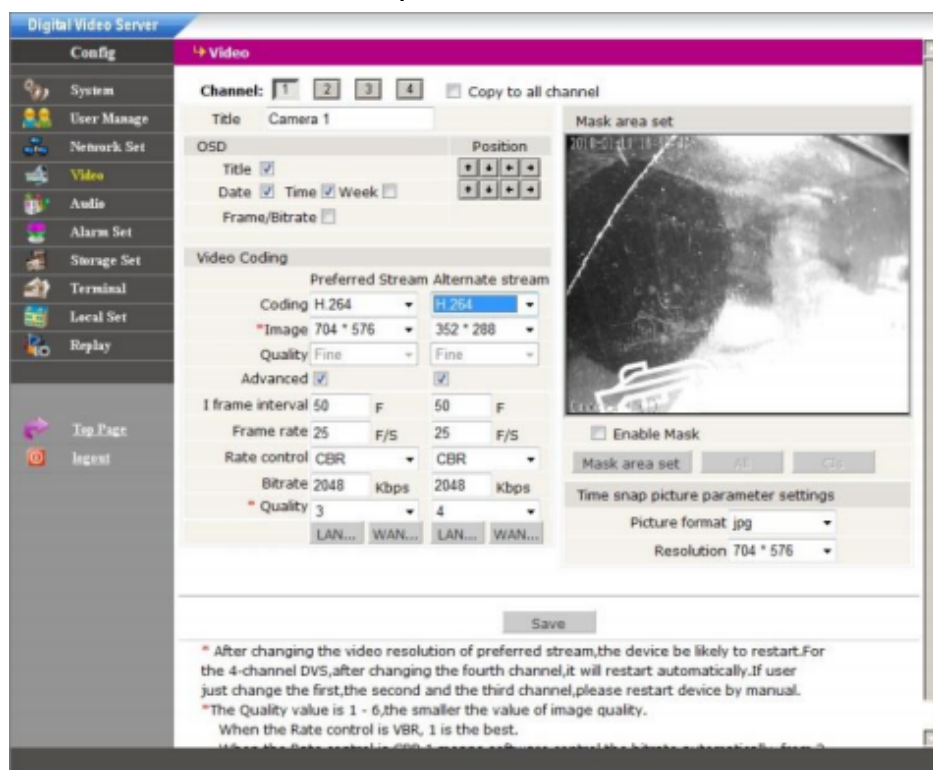 Digital Video Server
Config
Video
System
User Manage
Network Set
Video
Audio
Alarm Set
Storage Set
Terminal
Local Set
Replay
Top Page
logout
Channel: 1 2 3 4 Copy to all channel
Title Camera 1
OSD Position
Title
Date Time Week
Frame/Bitrate
Video Coding
Preferred Stream Alternate stream
Coding H.264 H.264
*Image 704 * 576 352 * 288
Quality Fine Fine
Advanced
I frame interval 50 F 50 F
Frame rate 25 F/S 25 F/S
Rate control CBR CBR
Bitrate 2048 Kbps 2048 Kbps
* Quality 3 4
LAN... WAN... LAN... WAN...
Mask area set
Enable Mask
Mask area set All Cls
Time snap picture parameter settings
Picture format jpg
Resolution 704 * 576
Save
* After changing the video resolution of preferred stream,the device be likely to restart.For
the 4-channel DVS,after changing the fourth channel,it will restart automatically.If user
just change the first,the second and the third channel,please restart device by manual.
*The Quality value is 1 - 6,the smaller the value of image quality.
When the Rate control is VBR, 1 is the best.